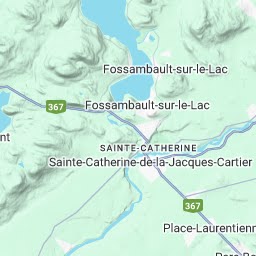 Fossambault-sur-le-Lac
367
Fossambault-sur-le-Lac
nt
SAINTE-CATHERINE
Sainte-Catherine-de-la-Jacques-Cartier
367
Place-Laurentienn